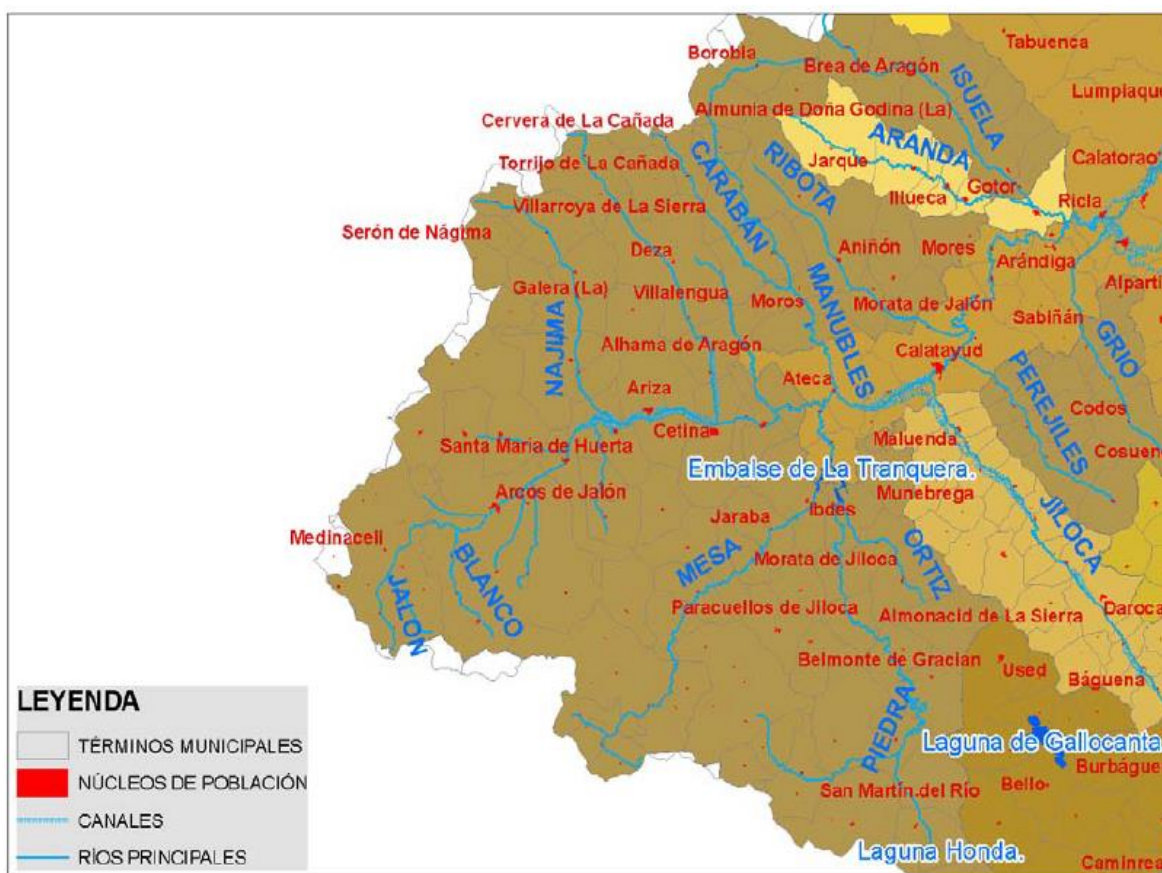 Tabuenca
Borobia
Brea de Aragón
ISUELA
Lumpiaque
Almunia de Doña Godina (La)
Cervera de La Cañada
ARANDA
Torrijo de La Cañada
CARABÁN
RIBOTA
Jarque
Calatorao
Illueca
Gotor
Ricla
Villarroya de La Sierra
Serón de Nágima
Deza
Aniñón
Mores
Arándiga
Galera (La)
Villalengua
Moros
MANUBLES
Morata de Jalón
Alparti
Sabiñán
GRIO
NAJIMA
Alhama de Aragón
Calatayud
Ateca
Ariza
PEREJILES
Codos
Santa Maria de Huerta
Cetina
Maluenda
Cosuend
Embalse de La Tranquera.
Munébrega
Arcos de Jalón
Ibdes
Jaraba
JILOCA
Medinaceli
MESA
Morata de Jiloca
ORTIZ
BLANCO
JALON
Paracuellos de Jiloca
Almonacid de La Sierra
Daroca
Belmonte de Gracian
Used
Báguena
PIEDRA
Laguna de Gallocanta
Burbágue
San Martín.del Río
Bello
Laguna Honda.
Caminrea
LEYENDA
TÉRMINOS MUNICIPALES
NÚCLEOS DE POBLACIÓN
CANALES
RÍOS PRINCIPALES